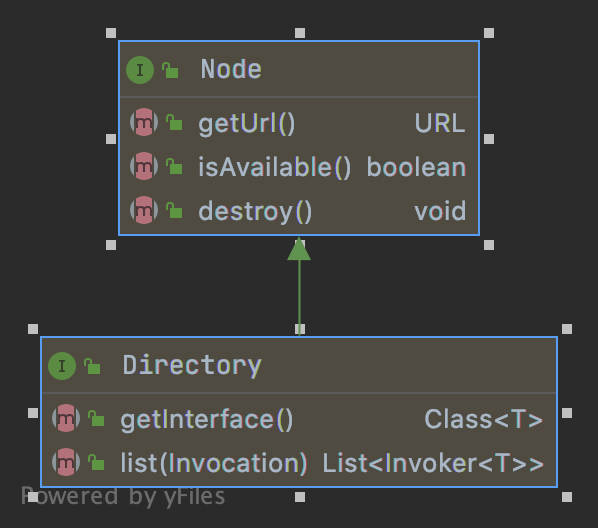 I Node
m getUrl() URL
m isAvailable() boolean
m destroy() void
I Directory
m getInterface() Class<T>
m list(Invocation) List<Invoker<T>>
Powered by yFiles